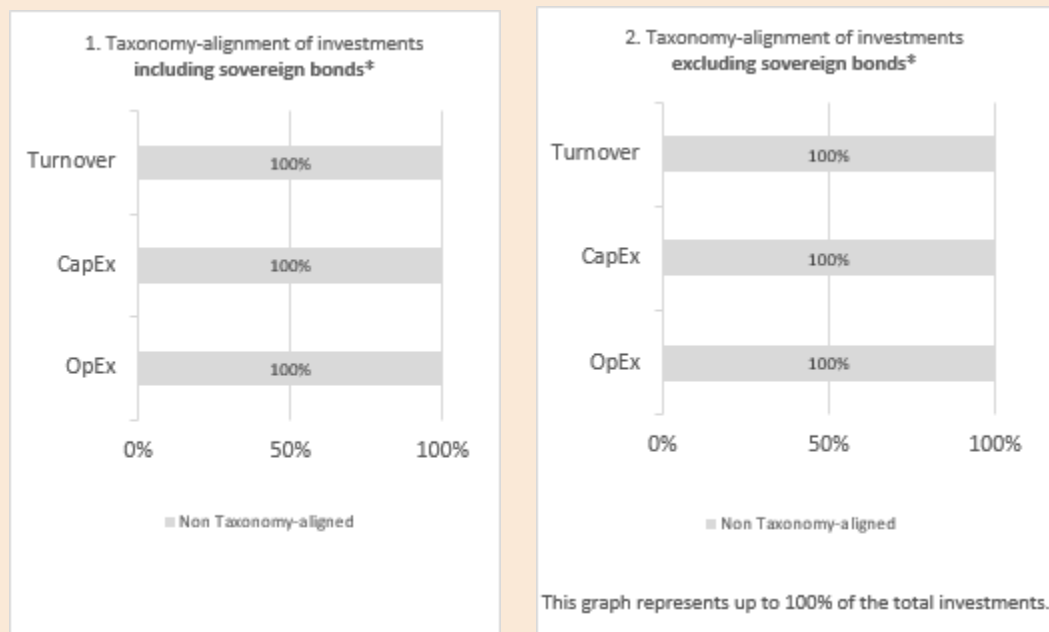 1. Taxonomy-alignment of investments
including sovereign bonds*
Turnover
100%
CapEx
100%
OpEx
100%
0%
50%
100%
Non Taxonomy-aligned
2. Taxonomy-alignment of investments
excluding sovereign bonds*
Turnover
100%
CapEx
100%
OpEx
100%
0%
50%
100%
Non Taxonomy-aligned
This graph represents up to 100% of the total investments.